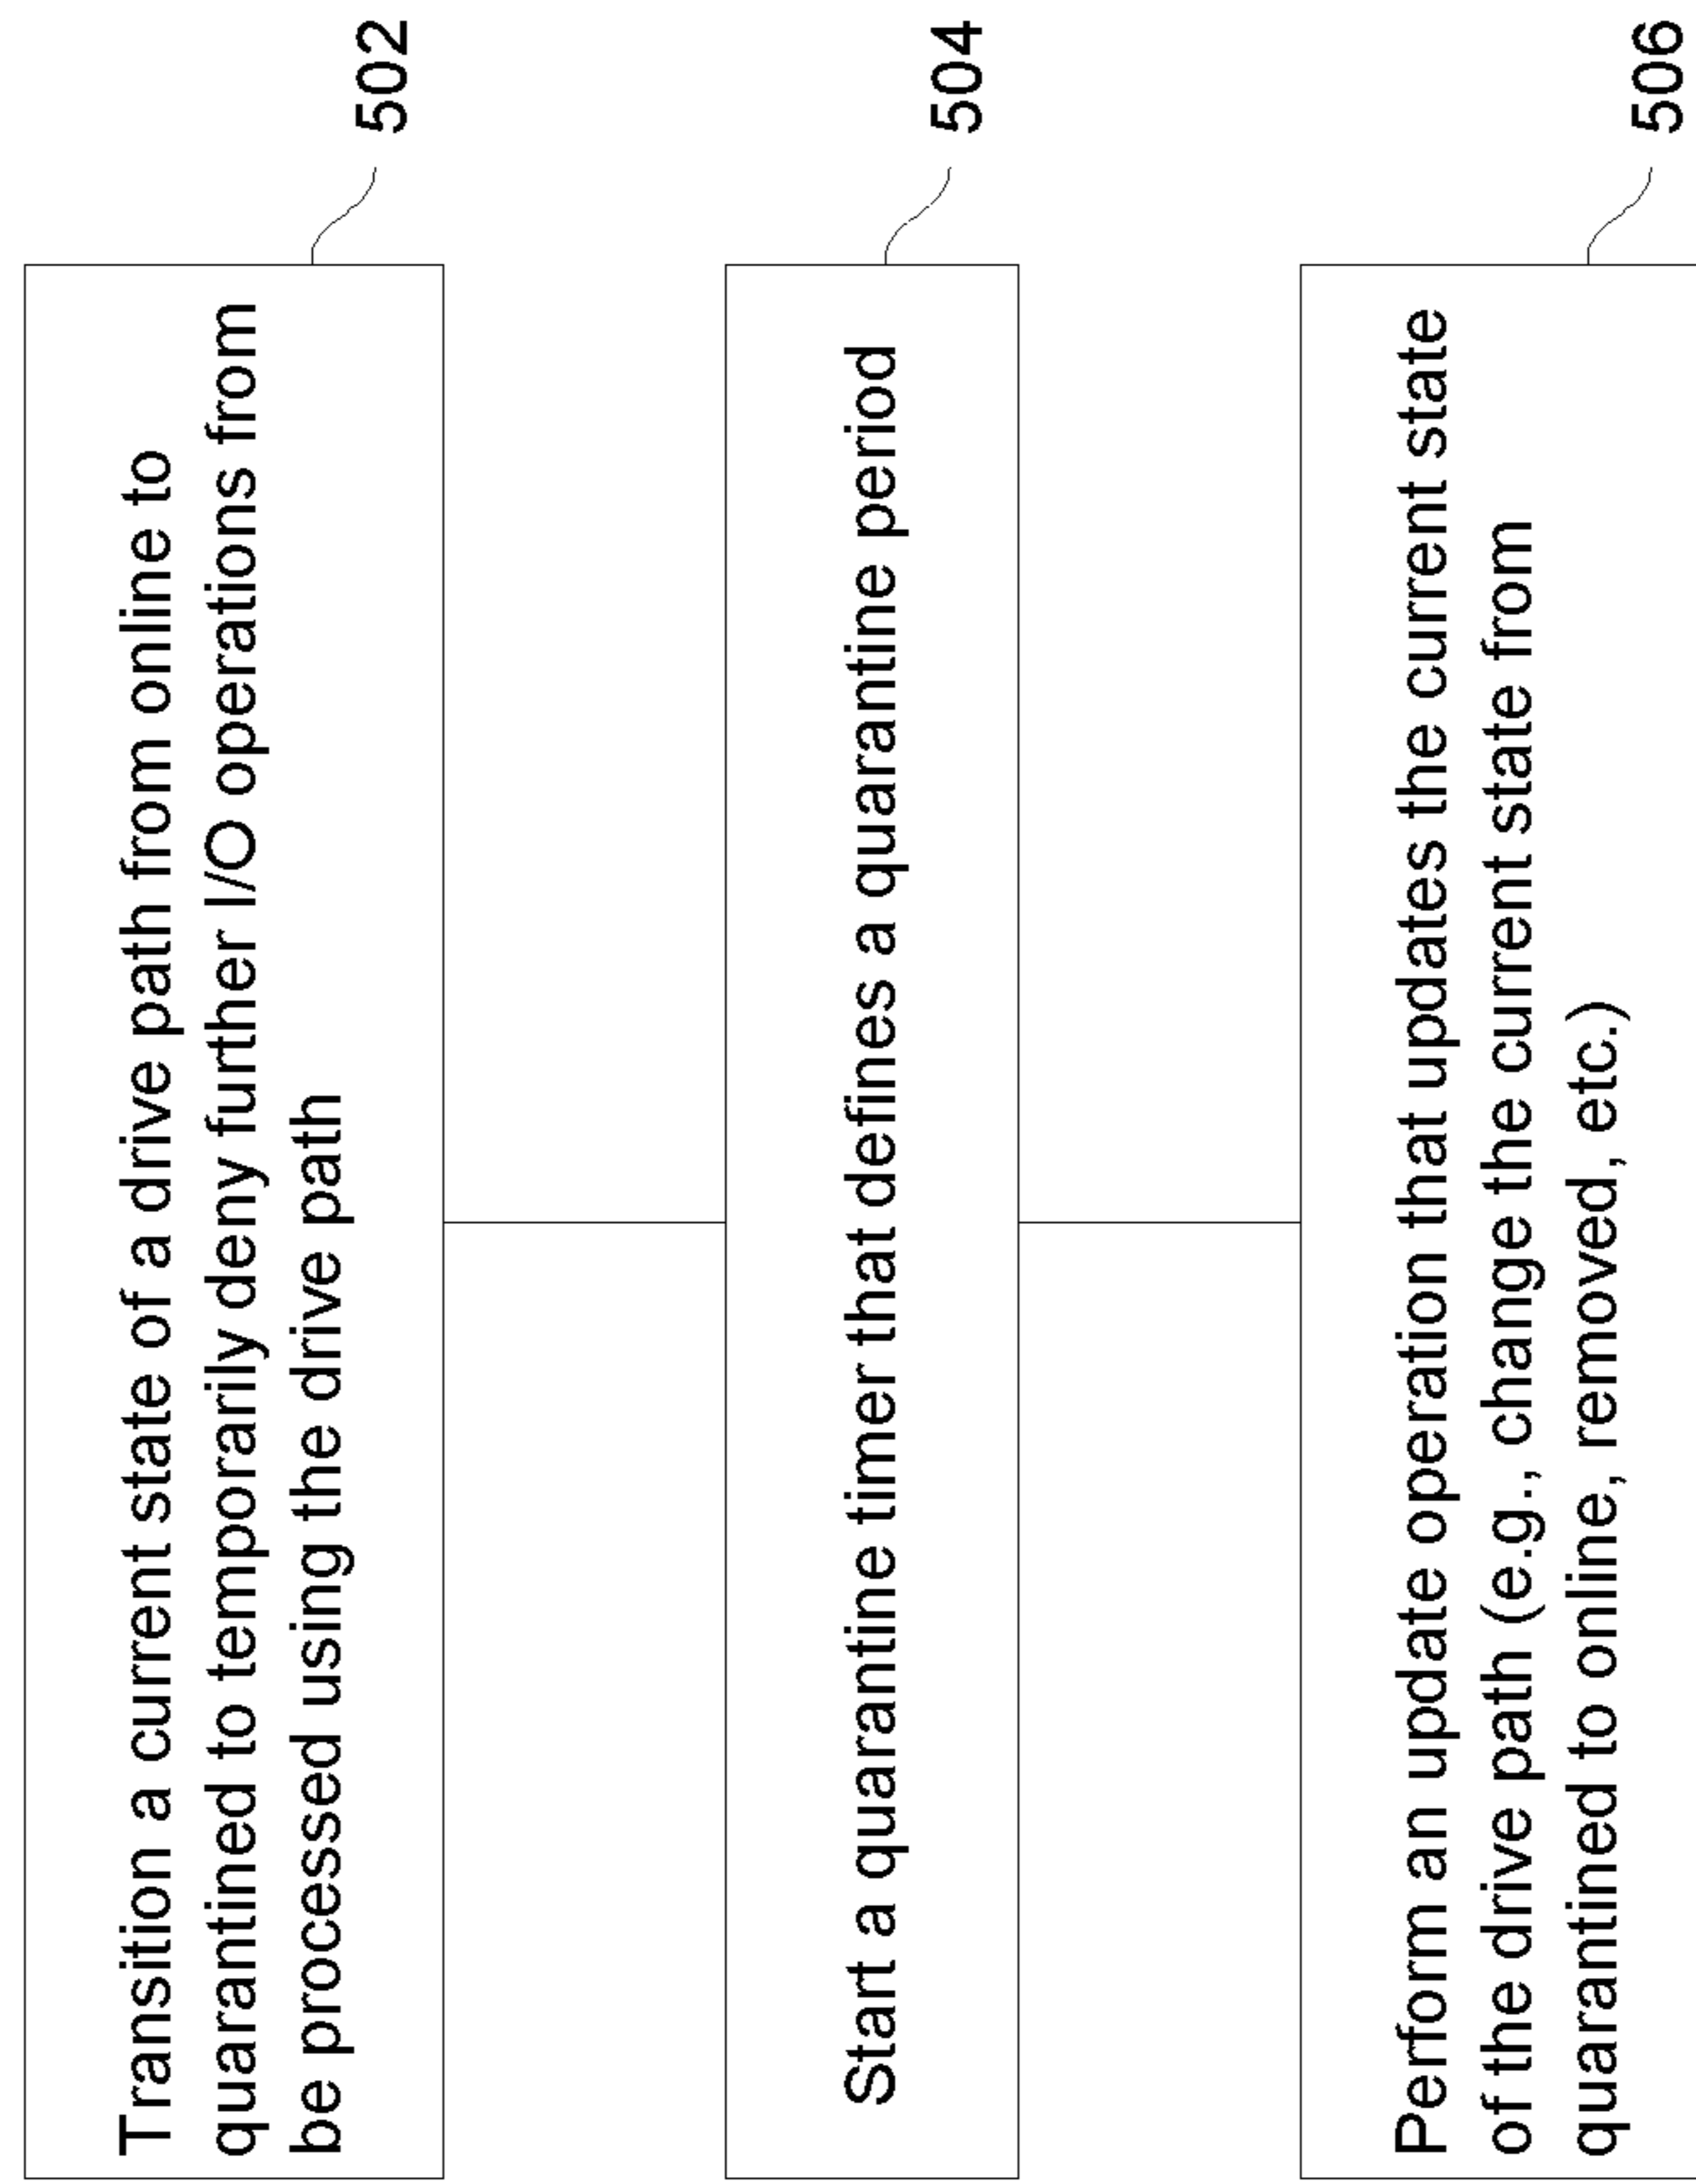 Transition a current state of a drive path from online to
quarantined to temporarily deny further I/O operations from
be processed using the drive path
502
Start a quarantine timer that defines a quarantine period
504
Perform an update operation that updates the current state
of the drive path (e.g., change the current state from
quarantined to online, removed, etc.)
506